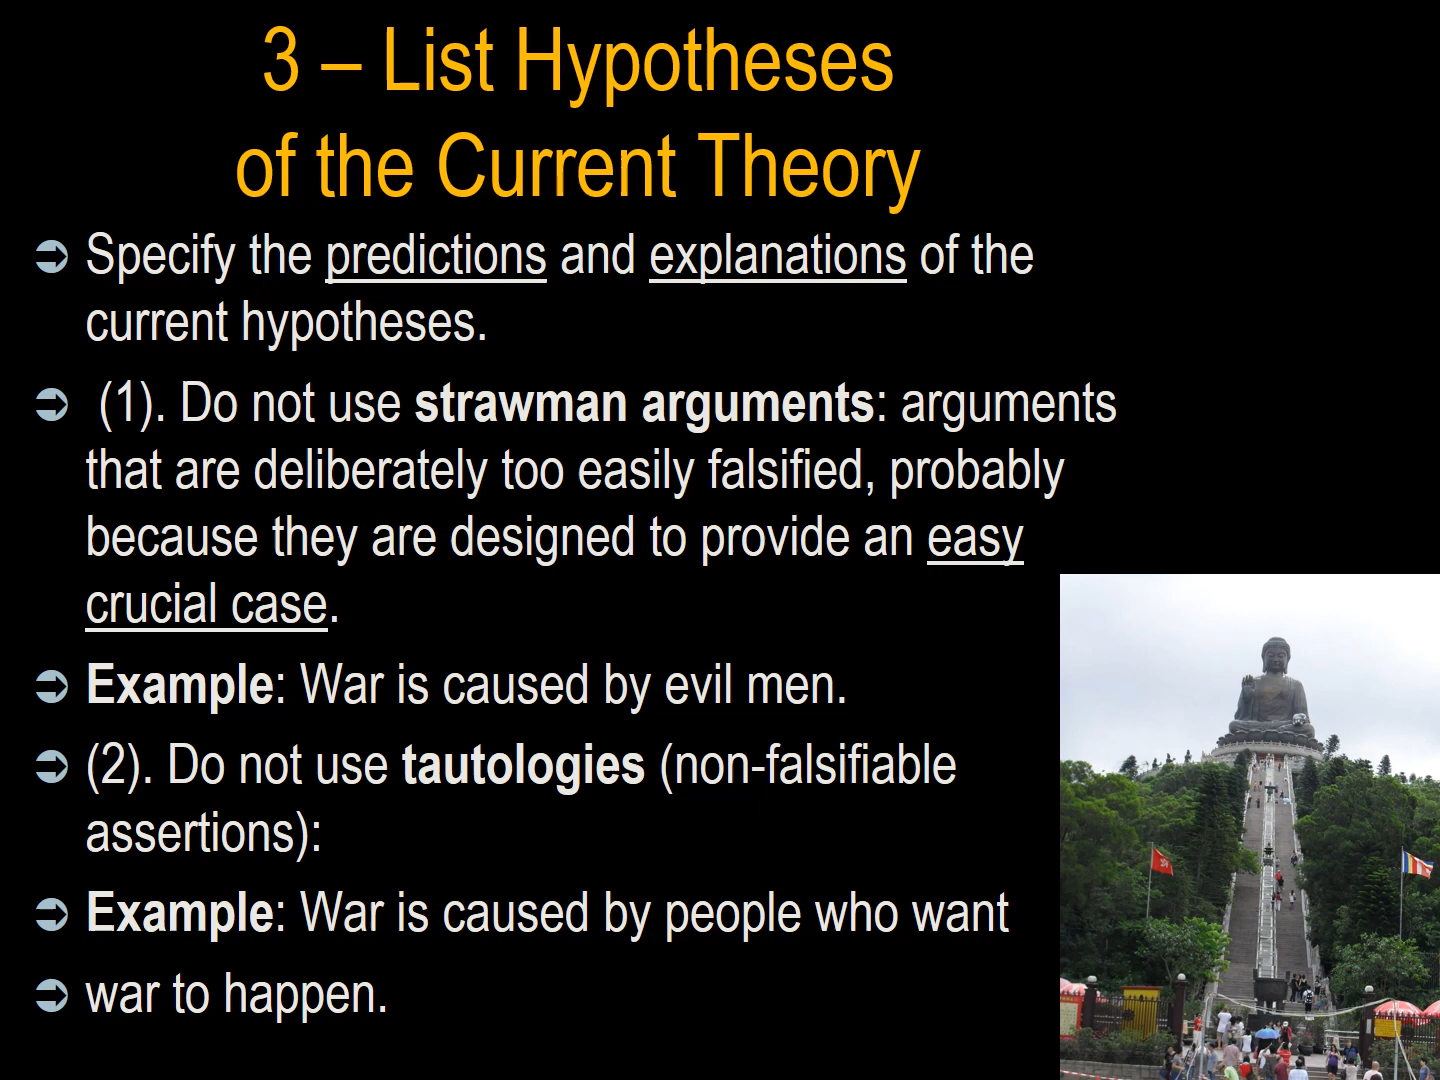 3 – List Hypotheses
of the Current Theory
Specify the predictions and explanations of the
current hypotheses.
(1). Do not use strawman arguments: arguments
that are deliberately too easily falsified, probably
because they are designed to provide an easy
crucial case.
Example: War is caused by evil men.
(2). Do not use tautologies (non-falsifiable
assertions):
Example: War is caused by people who want
war to happen.